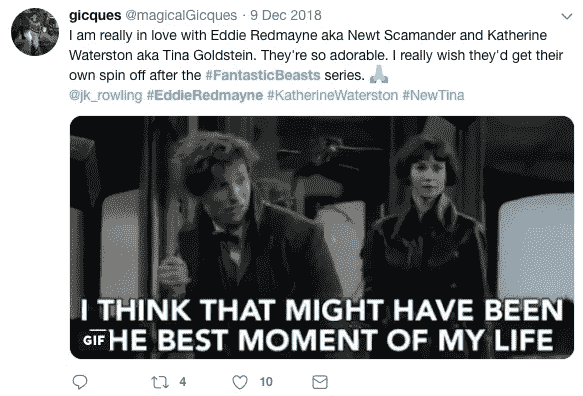 gicques @magicalGicques · 9 Dec 2018
I am really in love with Eddie Redmayne aka Newt Scamander and Katherine
Waterston aka Tina Goldstein. They're so adorable. I really wish they'd get their
own spin off after the #FantasticBeasts series.
@jk_rowling #EddieRedmayne #KatherineWaterston #NewTina
I THINK THAT MIGHT HAVE BEEN
GIF HE BEST MOMENT OF MY LIFE
4 10